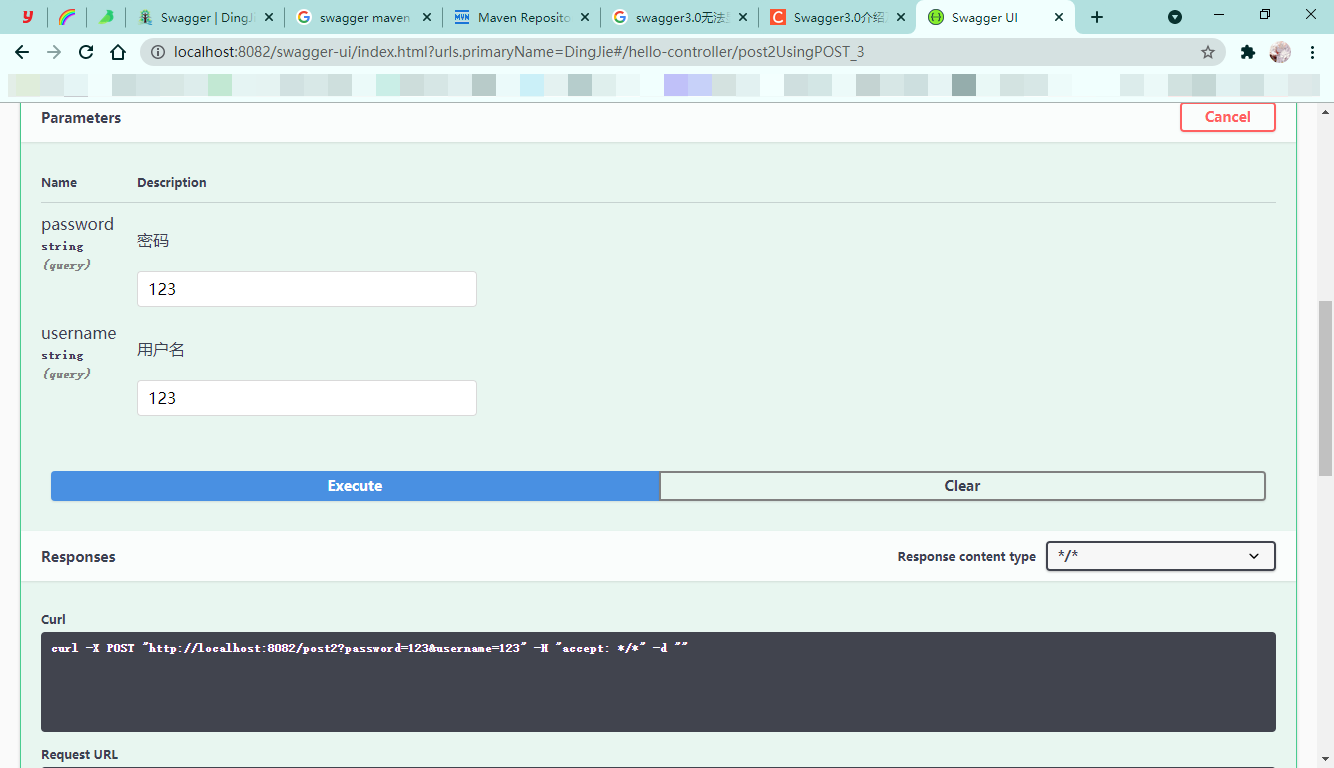 Swagger | DingJi
swagger maven
Maven Reposito
swagger3.0无法
Swagger3.0介绍
Swagger UI
localhost:8082/swagger-ui/index.html?urls.primaryName=DingJie#/hello-controller/post2UsingPOST_3
Parameters
Cancel
Name Description
password
string
(query)
密码
123
username
string
(query)
用户名
123
Execute
Clear
Responses
Response content type
*/*
Curl
curl -X POST "http://localhost:8082/post2?password=123&username=123" -H "accept: */*" -d ""
Request URL